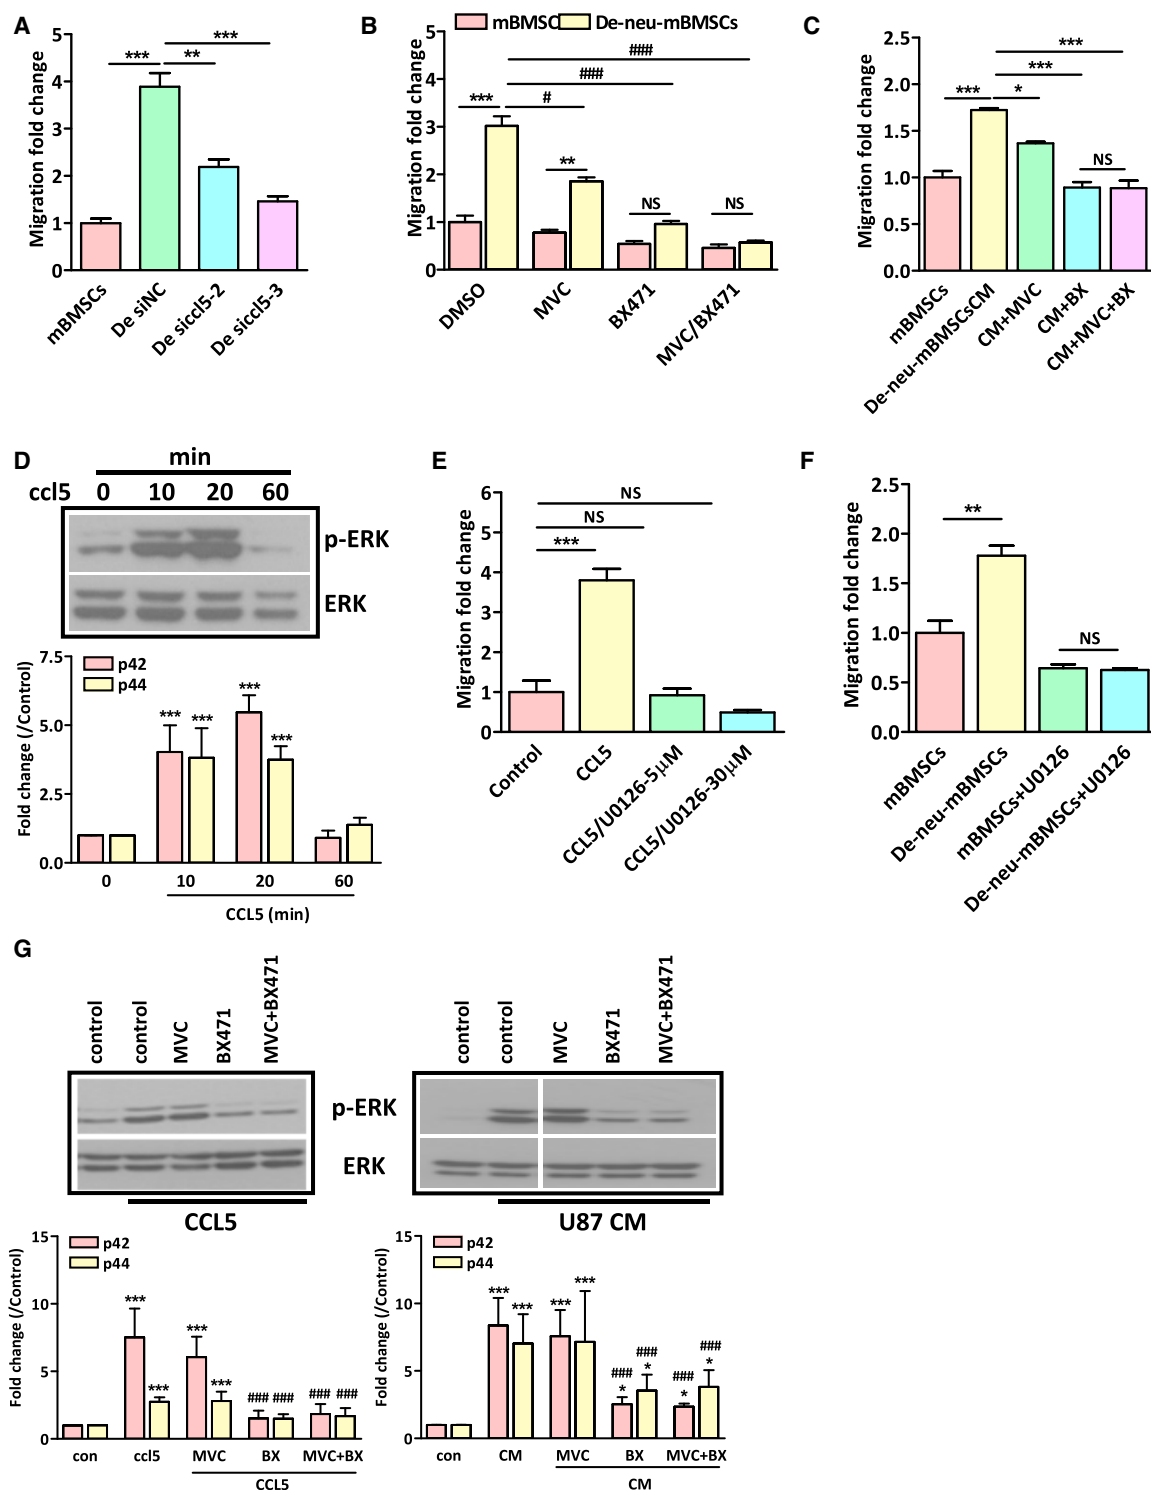 A
Migration fold change
5
4
3
2
1
0
***
***
**
mBMSCs
De siNC
De siccl5-2
De siccl5-3
B
mBMSC
De-neu-mBMSCs
Migration fold change
5
4
3
2
1
0
###
###
#
***
**
NS
NS
DMSO
MVC
BX471
MVC/BX471
C
Migration fold change
2.5
2.0
1.5
1.0
0.5
0.0
***
***
***
*
NS
mBMSCs
De-neu-mBMSCsCM
CM+MVC
CM+BX
CM+MVC+BX
D
min
ccl5 0 10 20 60
p-ERK
ERK
Fold change (/Control)
7.5
5.0
2.5
0.0
p42
p44
*** *** *** ***
0 10 20 60
CCL5 (min)
E
Migration fold change
6
5
4
3
2
1
0
NS
NS
***
Control
CCL5
CCL5/U0126-5μM
CCL5/U0126-30μM
F
Migration fold change
2.5
2.0
1.5
1.0
0.5
0.0
**
NS
mBMSCs
De-neu-mBMSCs
mBMSCs+U0126
De-neu-mBMSCs+U0126
G
control
control
MVC
BX471
MVC+BX471
p-ERK
ERK
CCL5
control
control
MVC
BX471
MVC+BX471
U87 CM
Fold change (/Control)
15
10
5
0
p42
p44
*** *** *** *** ### ### ### ###
con ccl5 MVC BX MVC+BX
CCL5
Fold change (/Control)
15
10
5
0
p42
p44
*** *** *** ***
### ### ### ###
* * * *
con CM MVC BX MVC+BX
CM